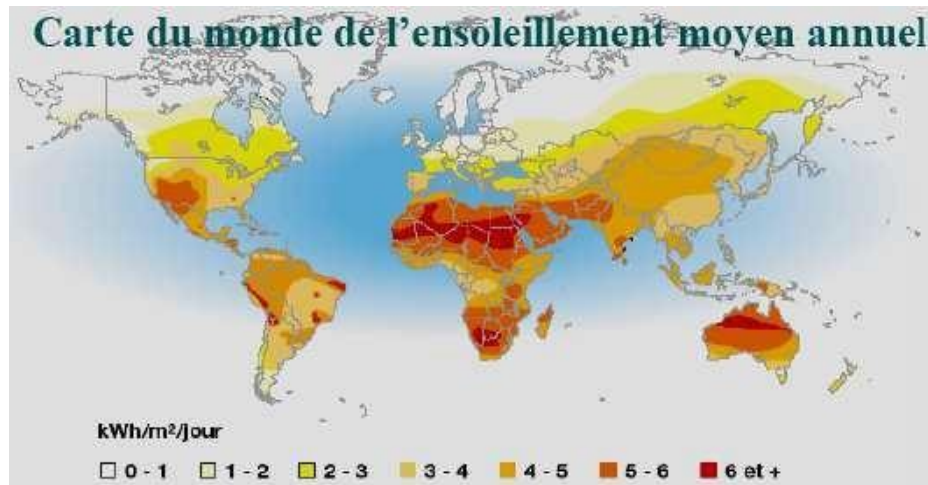 Carte du monde de l'ensoleillement moyen annuel
kWh/m²/jour
0 - 1 1 - 2 2 - 3 3 - 4 4 - 5 5 - 6 6 et +